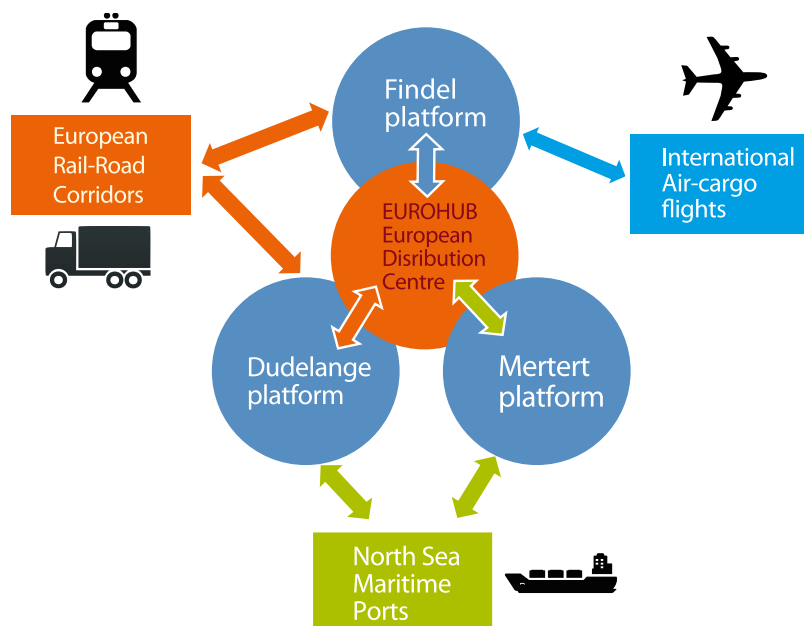 Findel
platform
European
Rail-Road
Corridors
International
Air-cargo
flights
EUROHUB
European
Disribution
Centre
Dudelange
platform
Mertert
platform
North Sea
Maritime
Ports